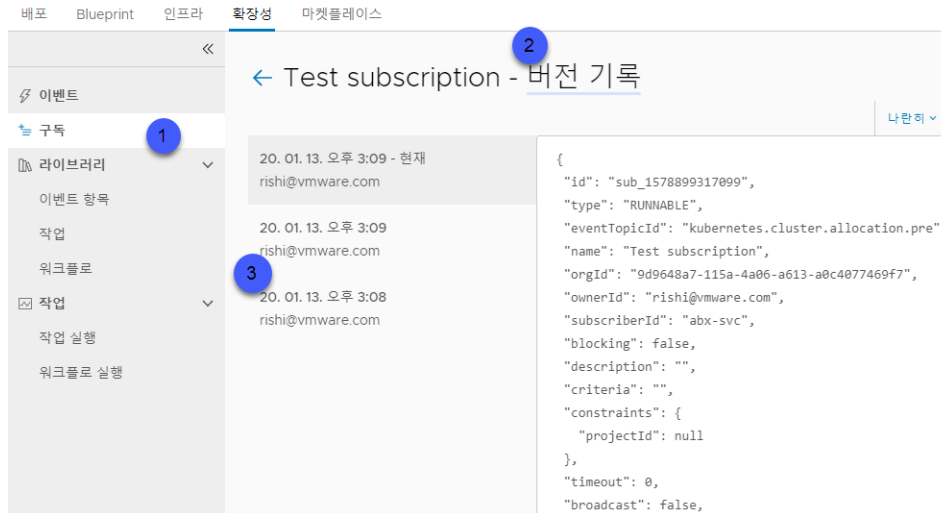 배포 Blueprint 인프라 확장성 마켓플레이스
2
← Test subscription - 버전 기록
이벤트
구독
1
라이브러리
이벤트 항목
작업
워크플로
작업
작업 실행
워크플로 실행
나란히
20. 01. 13. 오후 3:09 - 현재
rishi@vmware.com
20. 01. 13. 오후 3:09
rishi@vmware.com
3
20. 01. 13. 오후 3:08
rishi@vmware.com
{
"id": "sub_1578899317099",
"type": "RUNNABLE",
"eventTopicId": "kubernetes.cluster.allocation.pre"
"name": "Test subscription",
"orgId": "9d9648a7-115a-4a06-a613-a0c4077469f7",
"ownerId": "rishi@vmware.com",
"subscriberId": "abx-svc",
"blocking": false,
"description": "",
"criteria": "",
"constraints": {
"projectId": null
},
"timeout": 0,
"broadcast": false,